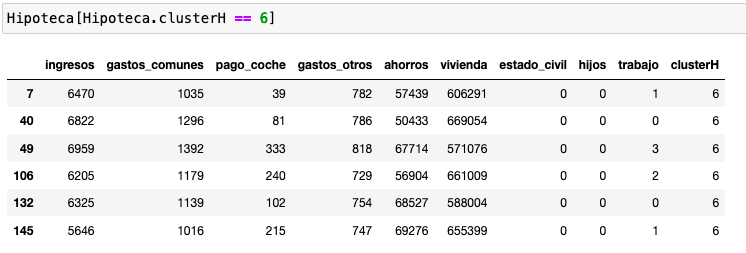 Hipoteca[Hipoteca.clusterH == 6]
ingresos gastos_comunes pago_coche gastos_otros ahorros vivienda estado_civil hijos trabajo clusterH
7 6470 1035 39 782 57439 606291 0 0 1 6
40 6822 1296 81 786 50433 669054 0 0 0 6
49 6959 1392 333 818 67714 571076 0 0 3 6
106 6205 1179 240 729 56904 661009 0 0 2 6
132 6325 1139 102 754 68527 588004 0 0 0 6
145 5646 1016 215 747 69276 655399 0 0 1 6